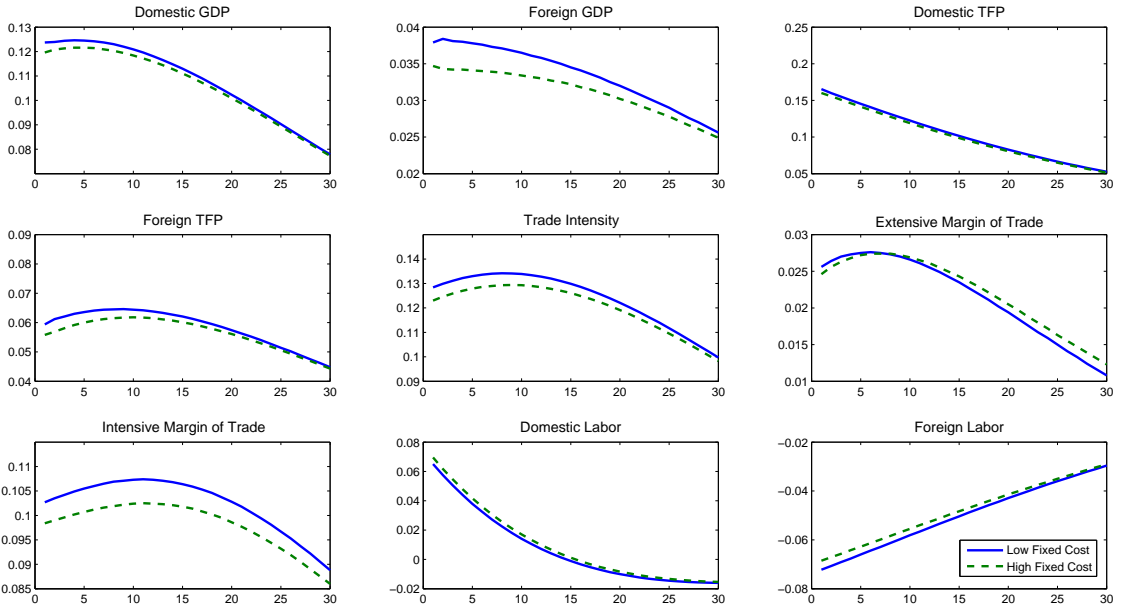 Domestic GDP
0.13
0.12
0.11
0.1
0.09
0.08
0 5 10 15 20 25 30
Foreign GDP
0.04
0.035
0.03
0.025
0.02
0 5 10 15 20 25 30
Domestic TFP
0.25
0.2
0.15
0.1
0.05
0 5 10 15 20 25 30
Foreign TFP
0.09
0.08
0.07
0.06
0.05
0.04
0 5 10 15 20 25 30
Trade Intensity
0.14
0.13
0.12
0.11
0.1
0.09
0 5 10 15 20 25 30
Extensive Margin of Trade
0.03
0.025
0.02
0.015
0.01
0 5 10 15 20 25 30
Intensive Margin of Trade
0.11
0.105
0.1
0.095
0.09
0.085
0 5 10 15 20 25 30
Domestic Labor
0.08
0.06
0.04
0.02
0
−0.02
0 5 10 15 20 25 30
Foreign Labor
−0.02
−0.04
−0.06
−0.08
0 5 10 15 20 25 30
Low Fixed Cost
High Fixed Cost